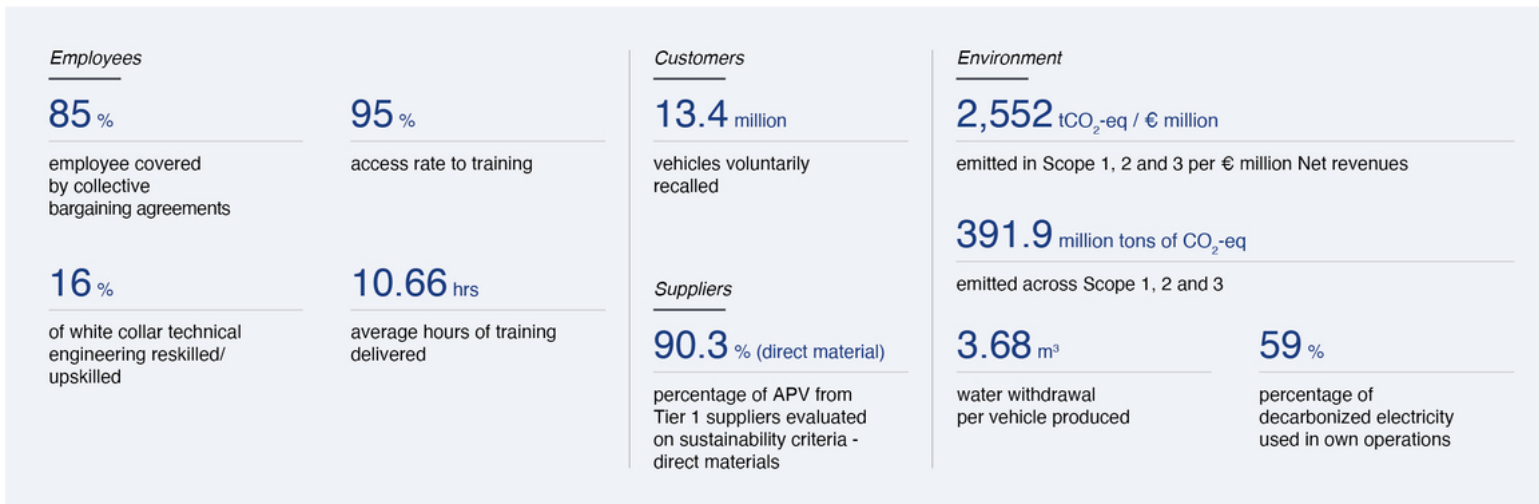 Employees
85 %
employee covered
by collective
bargaining agreements
95 %
access rate to training
16 %
of white collar technical
engineering reskilled/
upskilled
10.66 hrs
average hours of training
delivered
Customers
13.4 million
vehicles voluntarily
recalled
Suppliers
90.3 % (direct material)
percentage of APV from
Tier 1 suppliers evaluated
on sustainability criteria -
direct materials
Environment
2,552 tCO₂-eq / € million
emitted in Scope 1, 2 and 3 per € million Net revenues
391.9 million tons of CO₂-eq
emitted across Scope 1, 2 and 3
3.68 m³
water withdrawal
per vehicle produced
59 %
percentage of
decarbonized electricity
used in own operations